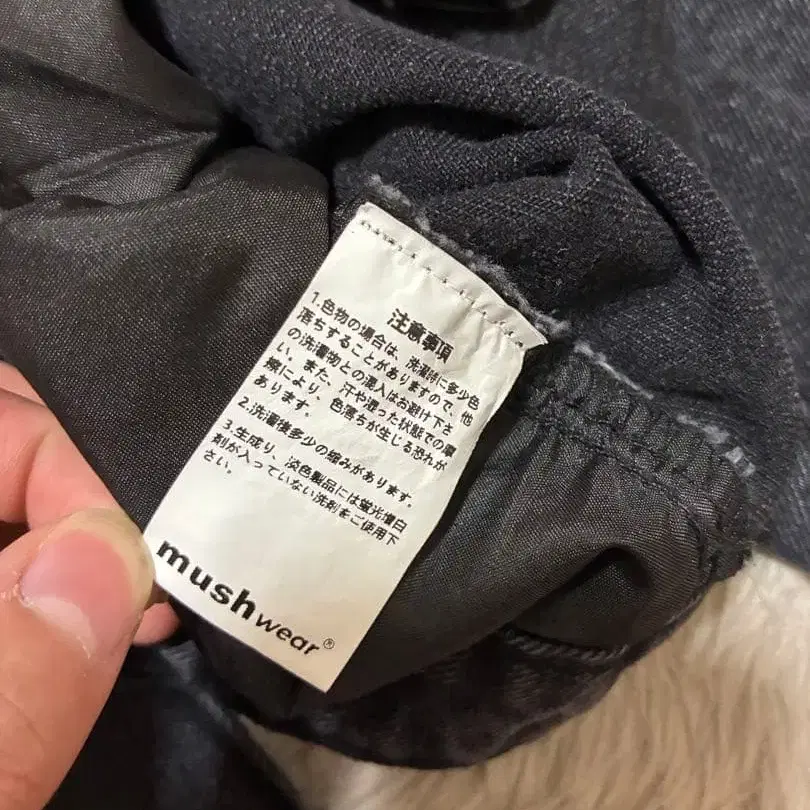 注意事項
1.色物の場合は、洗濯時に多少色
落ちすることがありますので、他
の洗濯物との混入はお避け下さ
い。また、汗や湿った状態での摩
擦により、色落ちが生じる恐れが
あります。
2.洗濯後多少の縮みがあります。
3.生成り、淡色製品には蛍光増白
剤が入っていない洗剤をご使用下
さい。
mushwear®